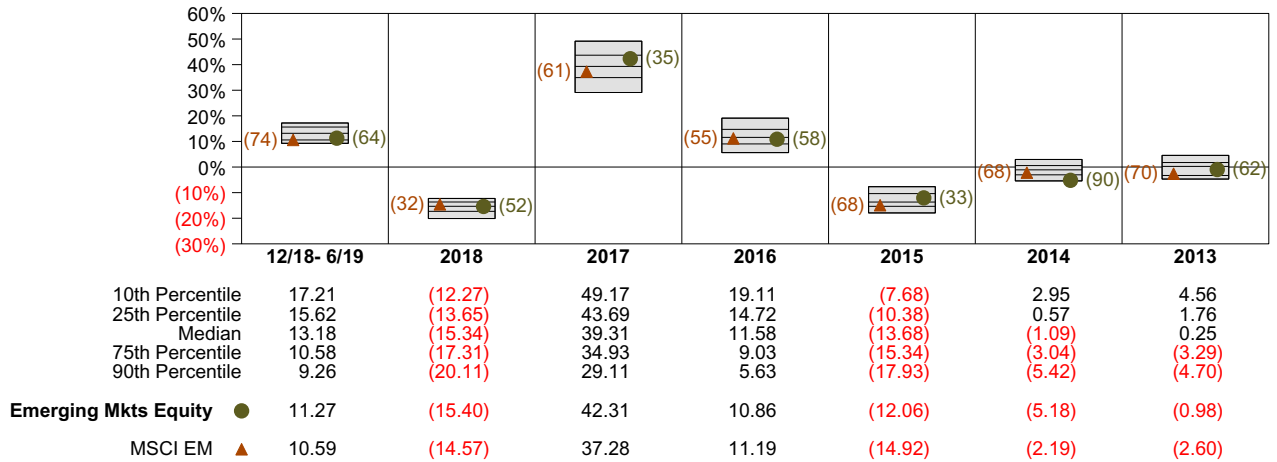 60%
50%
40%
30%
20%
10%
0%
(10%)
(20%)
(30%)
(74) (64)
(32) (52)
(61) (35)
(55) (58)
(68) (33)
(68) (90)
(70) (62)
12/18- 6/19 2018 2017 2016 2015 2014 2013
10th Percentile 17.21 (12.27) 49.17 19.11 (7.68) 2.95 4.56
25th Percentile 15.62 (13.65) 43.69 14.72 (10.38) 0.57 1.76
Median 13.18 (15.34) 39.31 11.58 (13.68) (1.09) 0.25
75th Percentile 10.58 (17.31) 34.93 9.03 (15.34) (3.04) (3.29)
90th Percentile 9.26 (20.11) 29.11 5.63 (17.93) (5.42) (4.70)
Emerging Mkts Equity 11.27 (15.40) 42.31 10.86 (12.06) (5.18) (0.98)
MSCI EM 10.59 (14.57) 37.28 11.19 (14.92) (2.19) (2.60)